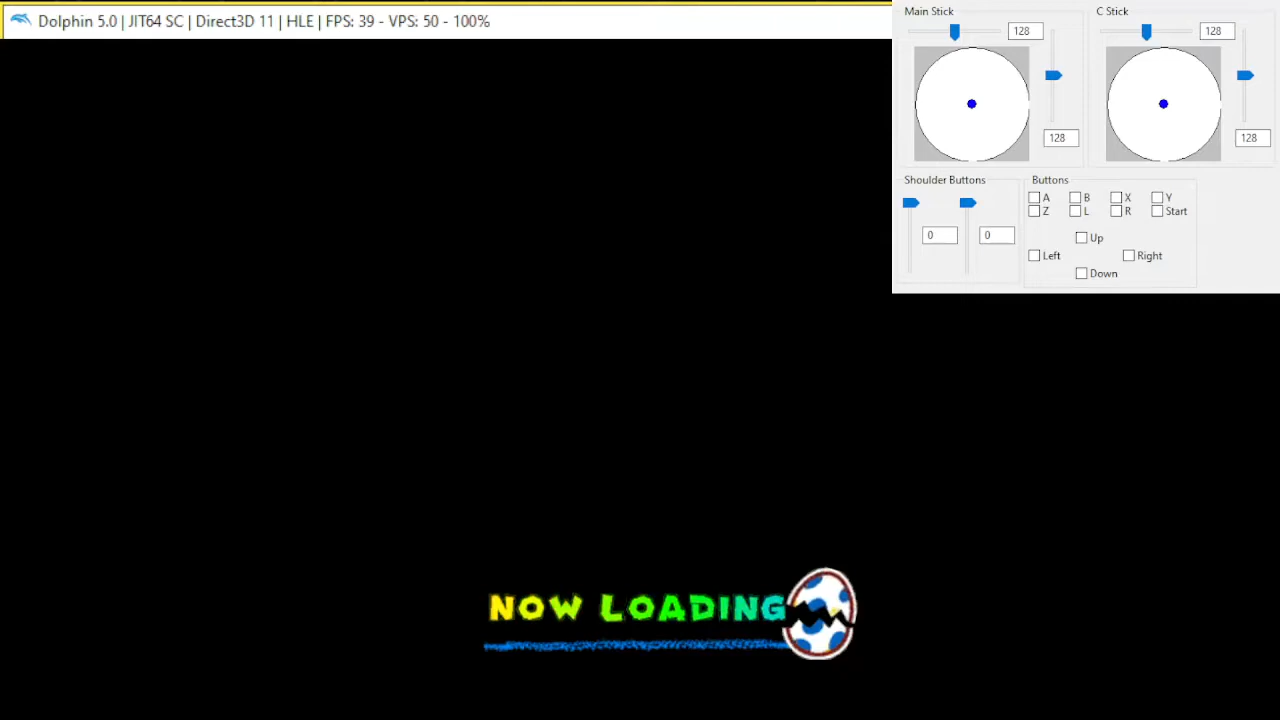 Dolphin 5.0 | JIT64 SC | Direct3D 11 | HLE | FPS: 39 - VPS: 50 - 100%
Main Stick
128
128
C Stick
128
128
Shoulder Buttons
0
0
Buttons
A B X Y
Z L R Start
Up
Left Right
Down
NOW LOADING